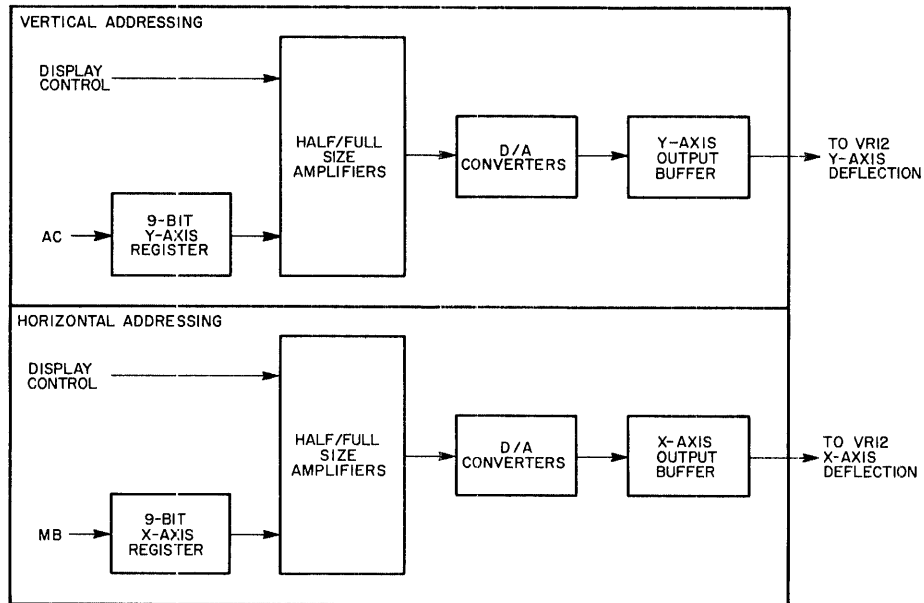 VERTICAL ADDRESSING
DISPLAY
CONTROL
HALF/FULL
SIZE
AMPLIFIERS
D/A
CONVERTERS
Y-AXIS
OUTPUT
BUFFER
TO VR12
Y-AXIS
DEFLECTION
AC
9-BIT
Y-AXIS
REGISTER
HORIZONTAL ADDRESSING
DISPLAY
CONTROL
HALF/FULL
SIZE
AMPLIFIERS
D/A
CONVERTERS
X-AXIS
OUTPUT
BUFFER
TO VR12
X-AXIS
DEFLECTION
MB
9-BIT
X-AXIS
REGISTER